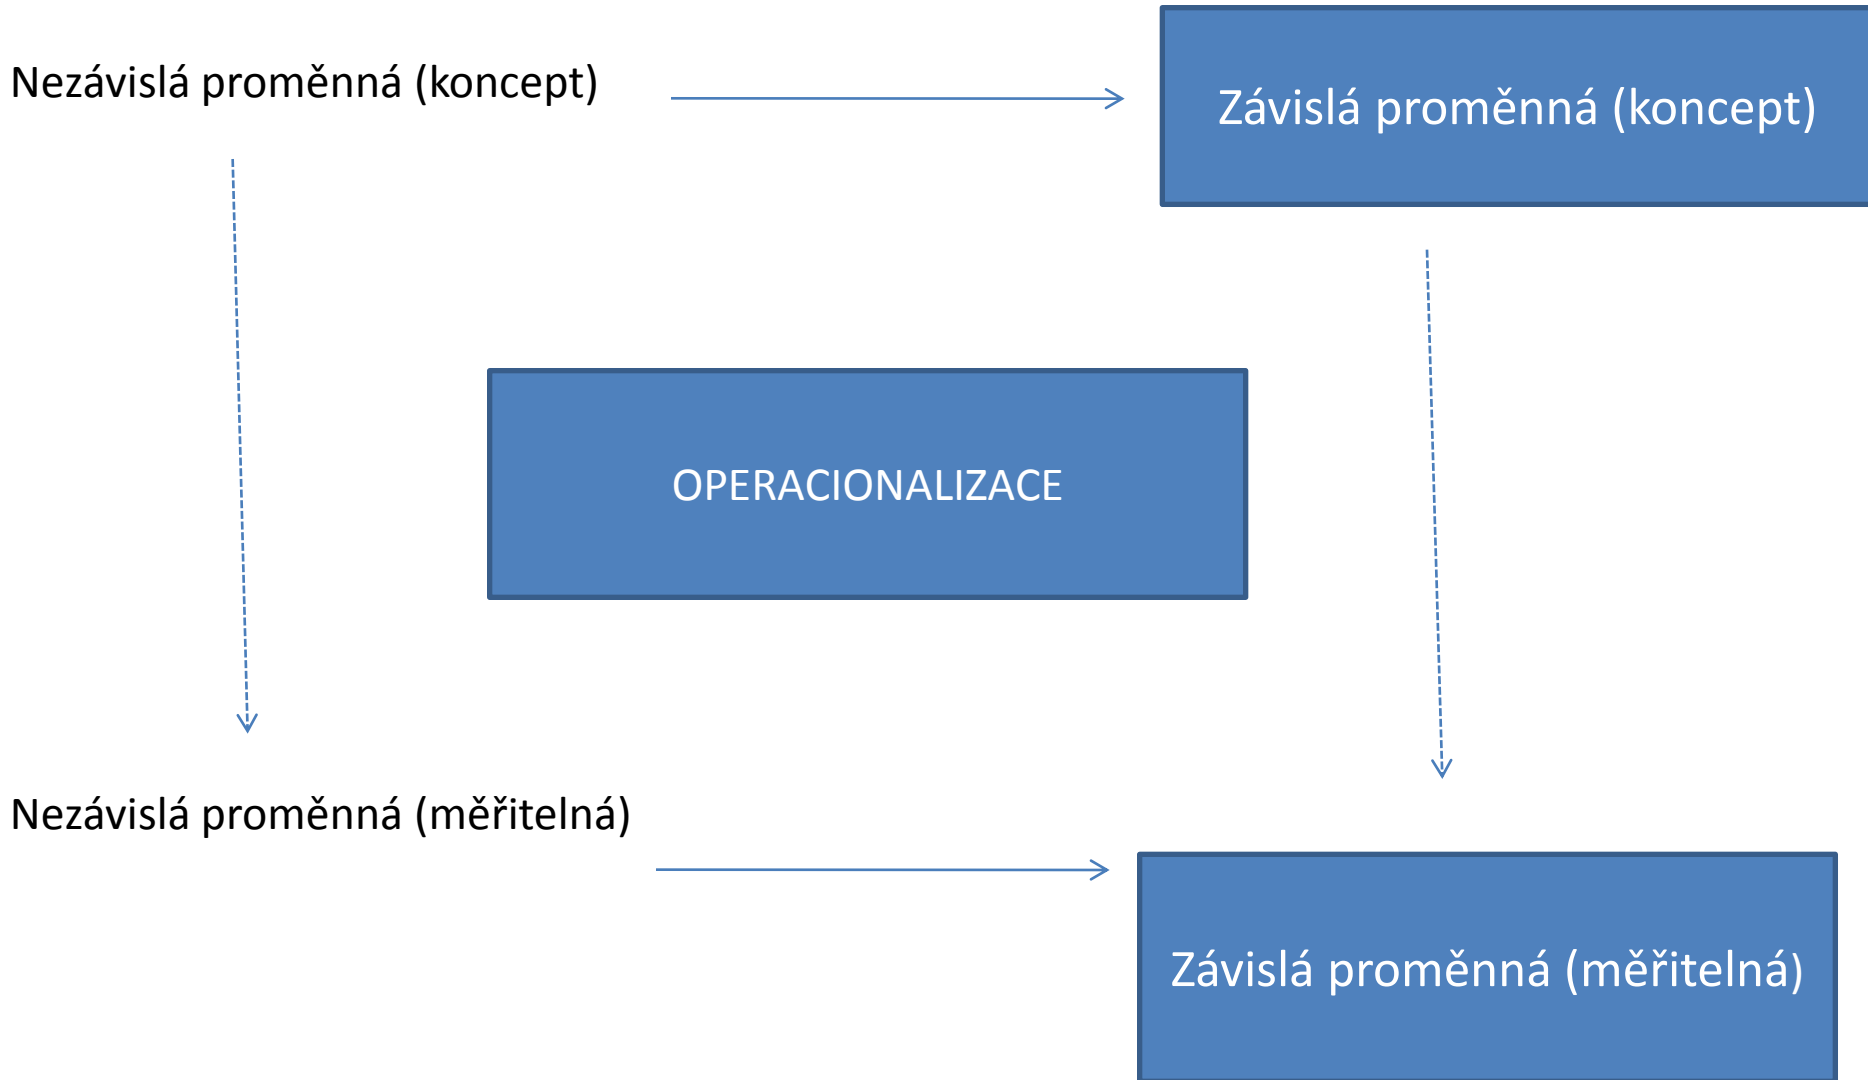 Nezávislá proměnná (koncept)
Závislá proměnná (koncept)
OPERACIONALIZACE
Nezávislá proměnná (měřitelná)
Závislá proměnná (měřitelná)